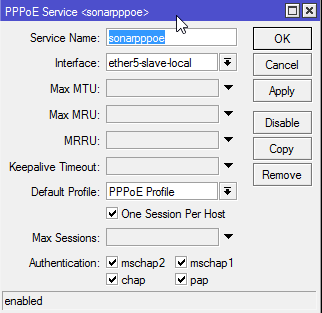 PPPoE Service <sonarpppoe>
Service Name: sonarpppoe OK
Interface: ether5-slave-local Cancel
Max MTU: Apply
Max MRU:
MRRU: Disable
Keepalive Timeout: Copy
Default Profile: PPPoE Profile Remove
One Session Per Host
Max Sessions:
Authentication: mschap2 mschap1
chap pap
enabled